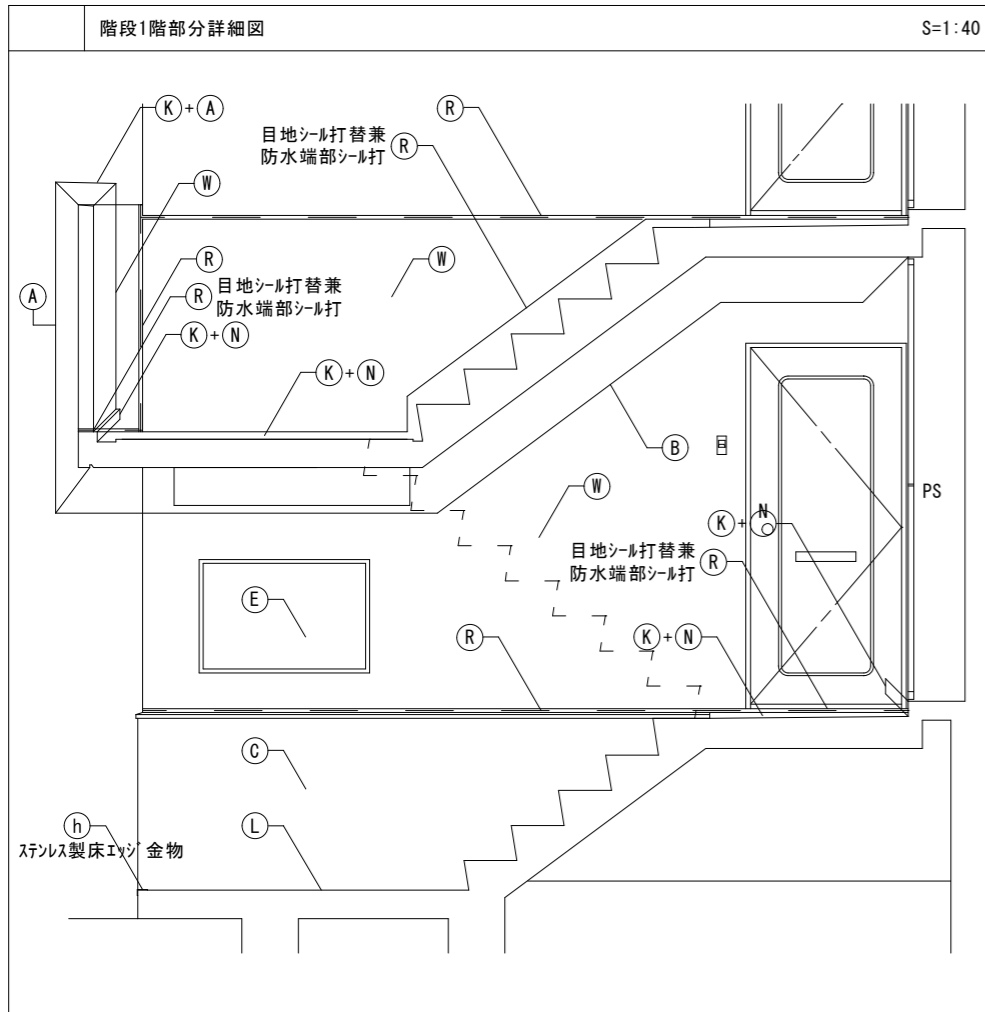 階段1階部分詳細図
S=1:40
K+A
R
目地シール打替兼
防水端部シール打
R
W
R
W
A
R
目地シール打替兼
防水端部シール打
K+N
K+N
B
W
PS
K+N
目地シール打替兼
防水端部シール打
R
E
R
K+N
C
h
L
ステンレス製床エッジ金物